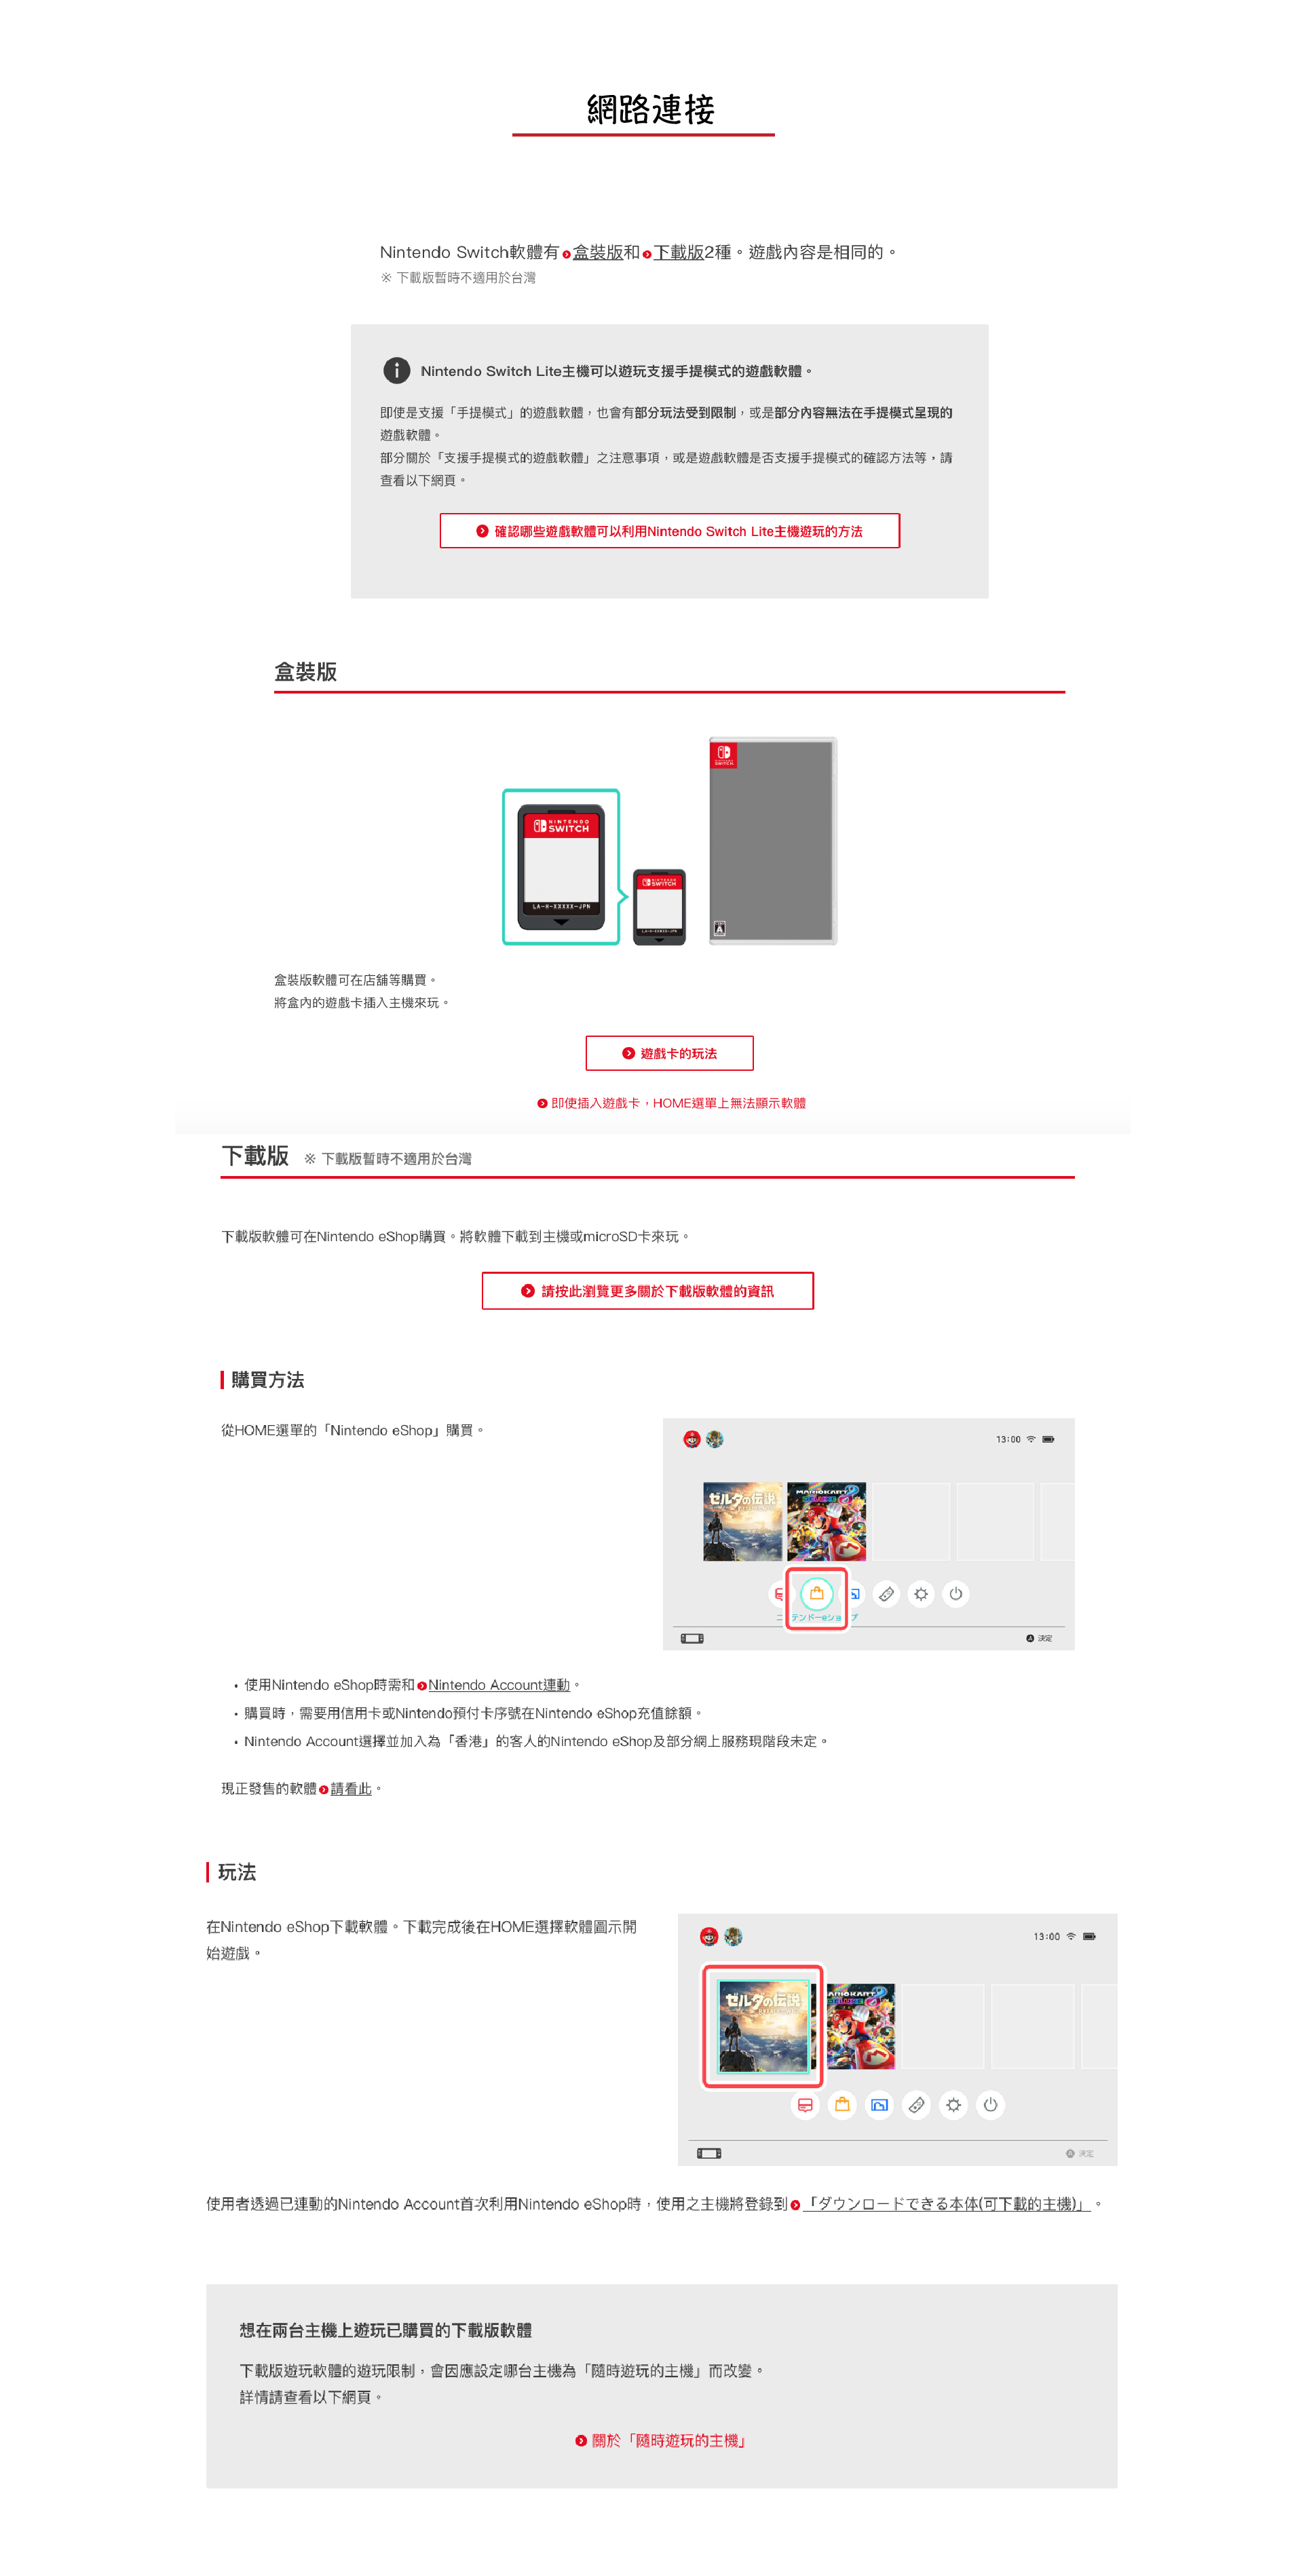 網路連接
Nintendo Switch軟體有盒裝版和下載版2種。遊戲內容是相同的。
※ 下載版暫時不適用於台灣
Nintendo Switch Lite主機可以遊玩支援手提模式的遊戲軟體。
即使是支援「手提模式」的遊戲軟體，也會有部分玩法受到限制，或是部分內容無法在手提模式呈現的
遊戲軟體。
部分關於「支援手提模式的遊戲軟體」之注意事項，或是遊戲軟體是否支援手提模式的確認方法等，請
查看以下網頁。
確認哪些遊戲軟體可以利用Nintendo Switch Lite主機遊玩的方法
盒裝版
NINTENDO
SWITCH
LA-H-XXXXX-JPN
NINTENDO
SWITCH
LA-H-XXXXX-JPN
NINTENDO
SWITCH
A
盒裝版軟體可在店舖等購買。
將盒內的遊戲卡插入主機來玩。
遊戲卡的玩法
即使插入遊戲卡，HOME選單上無法顯示軟體
下載版 ※ 下載版暫時不適用於台灣
下載版軟體可在Nintendo eShop購買。將軟體下載到主機或microSD卡來玩。
請按此瀏覽更多關於下載版軟體的資訊
購買方法
從HOME選單的「Nintendo eShop」購買。
13:00
ゼルダの伝説
MARIOKART 8
DELUXE
ニンテンドーeショップ
A 決定
• 使用Nintendo eShop時需和Nintendo Account連動。
• 購買時，需要用信用卡或Nintendo預付卡序號在Nintendo eShop充值餘額。
• Nintendo Account選擇並加入為「香港」的客人的Nintendo eShop及部分網上服務現階段未定。
現正發售的軟體請看此。
玩法
在Nintendo eShop下載軟體。下載完成後在HOME選擇軟體圖示開
始遊戲。
13:00
ゼルダの伝説
ARIOKART 8
DELUXE
A 決定
使用者透過已連動的Nintendo Account首次利用Nintendo eShop時，使用之主機將登錄到「ダウンロードできる本体(可下載的主機)」。
想在兩台主機上遊玩已購買的下載版軟體
下載版遊玩軟體的遊玩限制，會因應設定哪台主機為「隨時遊玩的主機」而改變。
詳情請查看以下網頁。
關於「隨時遊玩的主機」